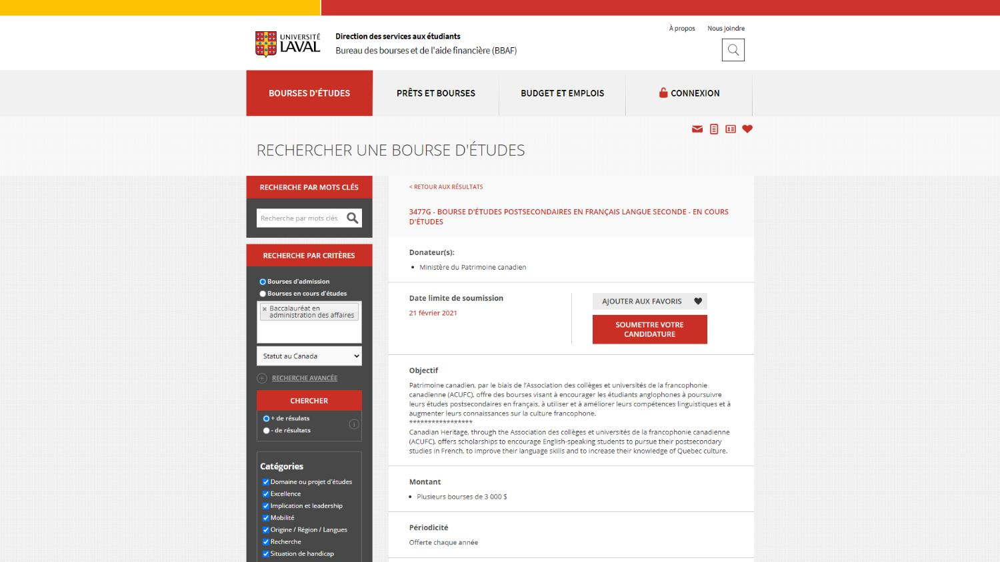 UNIVERSITÉ
LAVAL
Direction des services aux étudiants
Bureau des bourses et de l'aide financière (BBAF)
À propos
Nous joindre
BOURSES D'ÉTUDES
PRÊTS ET BOURSES
BUDGET ET EMPLOIS
CONNEXION
RECHERCHER UNE BOURSE D'ÉTUDES
RECHERCHE PAR MOTS CLÉS
Recherche par mots clés
RECHERCHE PAR CRITÈRES
Bourses d'admission
Bourses en cours d'études
× Baccalauréat en
administration des affaires
Statut au Canada
RECHERCHE AVANCÉE
CHERCHER
+ de résulats
- de résultats
Catégories
Domaine ou projet d'études
Excellence
Implication et leadership
Mobilité
Origine / Région / Langues
Recherche
Situation de handicap
< RETOUR AUX RÉSULTATS
3477G - BOURSE D'ÉTUDES POSTSECONDAIRES EN FRANÇAIS LANGUE SECONDE - EN COURS
D'ÉTUDES
Donateur(s):
• Ministère du Patrimoine canadien
Date limite de soumission
21 février 2021
AJOUTER AUX FAVORIS
SOUMETTRE VOTRE
CANDIDATURE
Objectif
Patrimoine canadien, par le biais de l'Association des collèges et universités de la francophonie
canadienne (ACUFC), offre des bourses visant à encourager les étudiants anglophones à poursuivre
leurs études postsecondaires en français, à utiliser et à améliorer leurs compétences linguistiques et à
augmenter leurs connaissances sur la culture francophone.
*****************
Canadian Heritage, through the Association des collèges et universités de la francophonie canadienne
(ACUFC), offers scholarships to encourage English-speaking students to pursue their postsecondary
studies in French, to improve their language skills and to increase their knowledge of Quebec culture.
Montant
• Plusieurs bourses de 3 000 $
Périodicité
Offerte chaque année